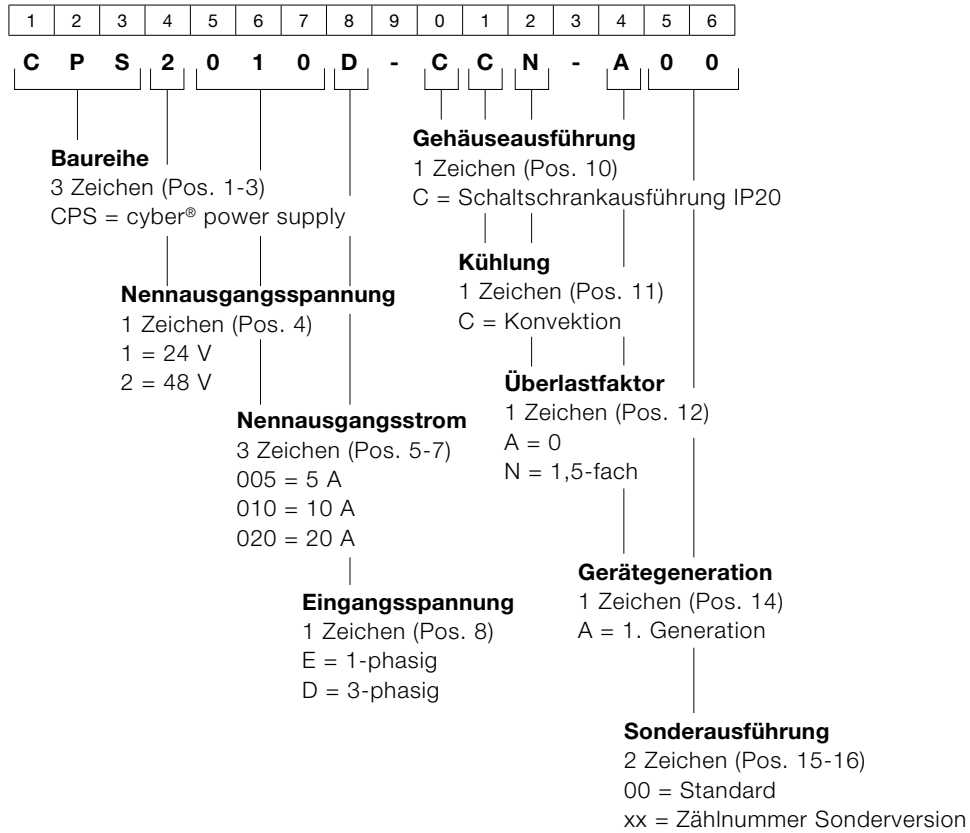 1 2 3 4 5 6 7 8 9 0 1 2 3 4 5 6
C P S 2 0 1 0 D - C C N - A 0 0
Baureihe
3 Zeichen (Pos. 1-3)
CPS = cyber® power supply
Nennausgangsspannung
1 Zeichen (Pos. 4)
1 = 24 V
2 = 48 V
Nennausgangsstrom
3 Zeichen (Pos. 5-7)
005 = 5 A
010 = 10 A
020 = 20 A
Eingangsspannung
1 Zeichen (Pos. 8)
E = 1-phasig
D = 3-phasig
Gehäuseausführung
1 Zeichen (Pos. 10)
C = Schaltschrankausführung IP20
Kühlung
1 Zeichen (Pos. 11)
C = Konvektion
Überlastfaktor
1 Zeichen (Pos. 12)
A = 0
N = 1,5-fach
Gerätegeneration
1 Zeichen (Pos. 14)
A = 1. Generation
Sonderausführung
2 Zeichen (Pos. 15-16)
00 = Standard
xx = Zählnummer Sonderversion